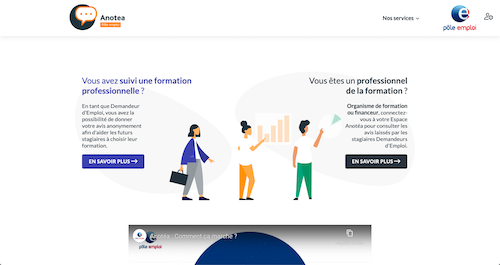 Anotea
Pôle emploi
Nos services
pôle emploi
Vous avez suivi une formation
professionnelle ?
En tant que Demandeur
d'Emploi, vous avez la
possibilité de donner
votre avis anonymement
afin d'aider les futurs
stagiaires à choisir leur
formation.
EN SAVOIR PLUS
Vous êtes un professionnel
de la formation ?
Organisme de formation
ou financeur, connectez-
vous à votre Espace
Anotéa pour consulter les
avis laissés par les
stagiaires Demandeurs
d'Emploi.
EN SAVOIR PLUS
Anotéa - Comment ça marche ?
pôle emploi